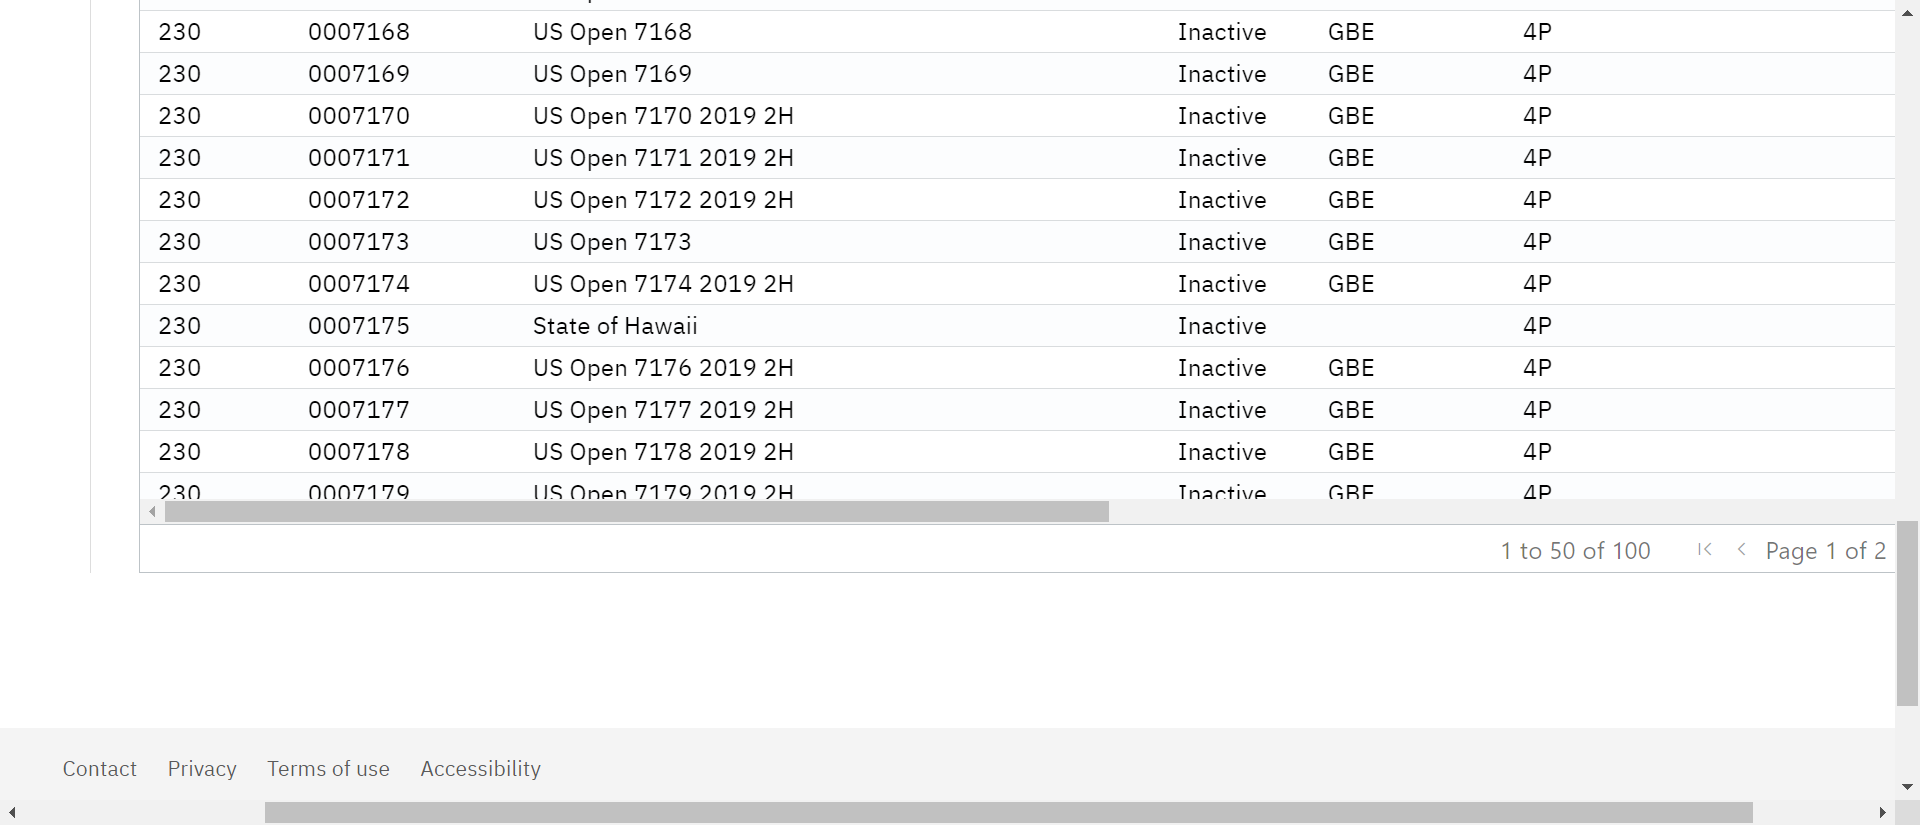 230 0007168 US Open 7168 Inactive GBE 4P
230 0007169 US Open 7169 Inactive GBE 4P
230 0007170 US Open 7170 2019 2H Inactive GBE 4P
230 0007171 US Open 7171 2019 2H Inactive GBE 4P
230 0007172 US Open 7172 2019 2H Inactive GBE 4P
230 0007173 US Open 7173 Inactive GBE 4P
230 0007174 US Open 7174 2019 2H Inactive GBE 4P
230 0007175 State of Hawaii Inactive 4P
230 0007176 US Open 7176 2019 2H Inactive GBE 4P
230 0007177 US Open 7177 2019 2H Inactive GBE 4P
230 0007178 US Open 7178 2019 2H Inactive GBE 4P
230 0007179 US Open 7179 2019 2H Inactive GBE 4P
1 to 50 of 100 Page 1 of 2
Contact Privacy Terms of use Accessibility